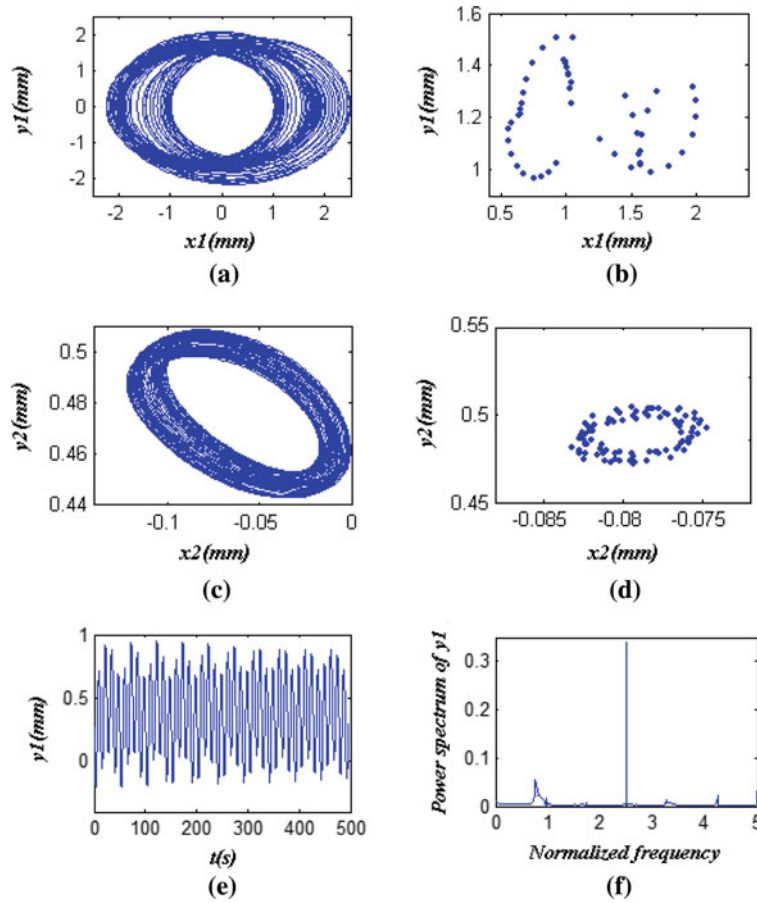 2
1
0
-1
-2
y1(mm)
-2 -1 0 1 2
x1(mm)
(a)
1.6
1.4
1.2
1
y1(mm)
0.5 1 1.5 2
x1(mm)
(b)
0.5
0.48
0.46
0.44
y2(mm)
-0.1 -0.05 0
x2(mm)
(c)
0.55
0.5
0.45
y2(mm)
-0.085 -0.08 -0.075
x2(mm)
(d)
1
0.5
0
y1(mm)
0 100 200 300 400 500
t(s)
(e)
0.3
0.2
0.1
0
Power spectrum of y1
0 1 2 3 4 5
Normalized frequency
(f)